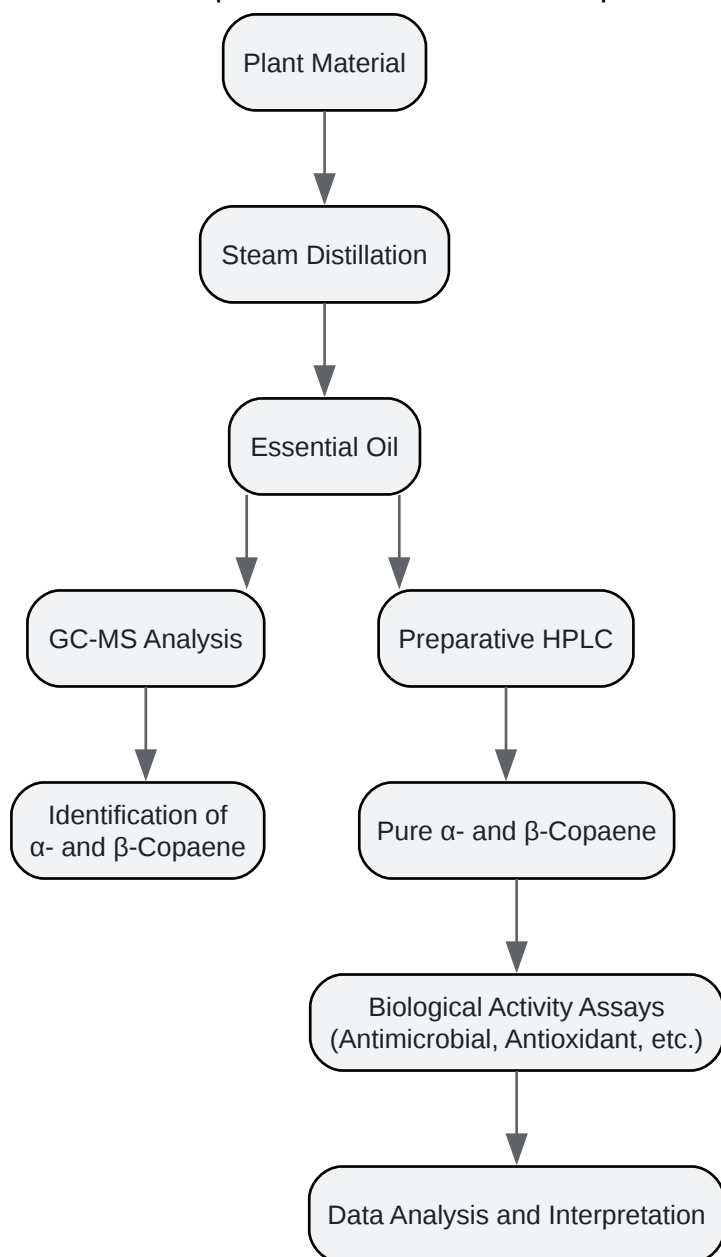 Plant Material
Steam Distillation
Essential Oil
GC-MS Analysis
Preparative HPLC
Identification of
α- and β-Copaene
Pure α- and β-Copaene
Biological Activity Assays
(Antimicrobial, Antioxidant, etc.)
Data Analysis and Interpretation